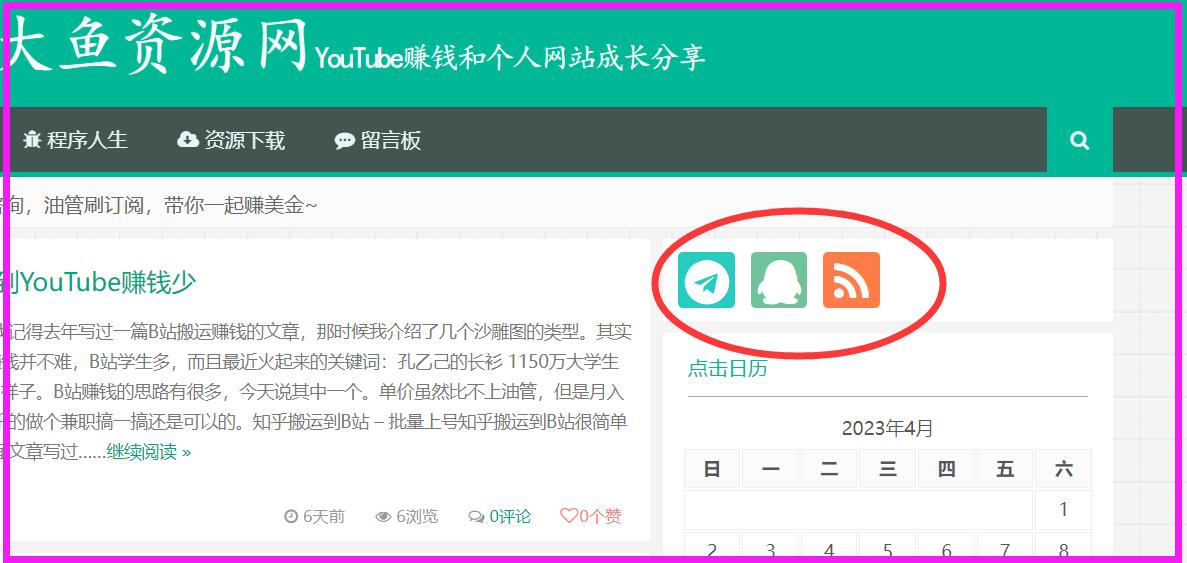 大鱼资源网 YouTube赚钱和个人网站成长分享
程序人生 资源下载 留言板
询，油管刷订阅，带你一起赚美金~
到YouTube赚钱少
记得去年写过一篇B站搬运赚钱的文章，那时候我介绍了几个沙雕图的类型。其实
钱并不难，B站学生多，而且最近火起来的关键词：孔乙己的长衫 1150万大学生
样子。B站赚钱的思路有很多，今天说其中一个。单价虽然比不上油管，但是月入
的做个兼职搞一搞还是可以的。知乎搬运到B站 – 批量上号知乎搬运到B站很简单
文章写过......继续阅读 »
6天前 6浏览 0评论 0个赞
点击日历
2023年4月
日 一 二 三 四 五 六
1
2 3 4 5 6 7 8